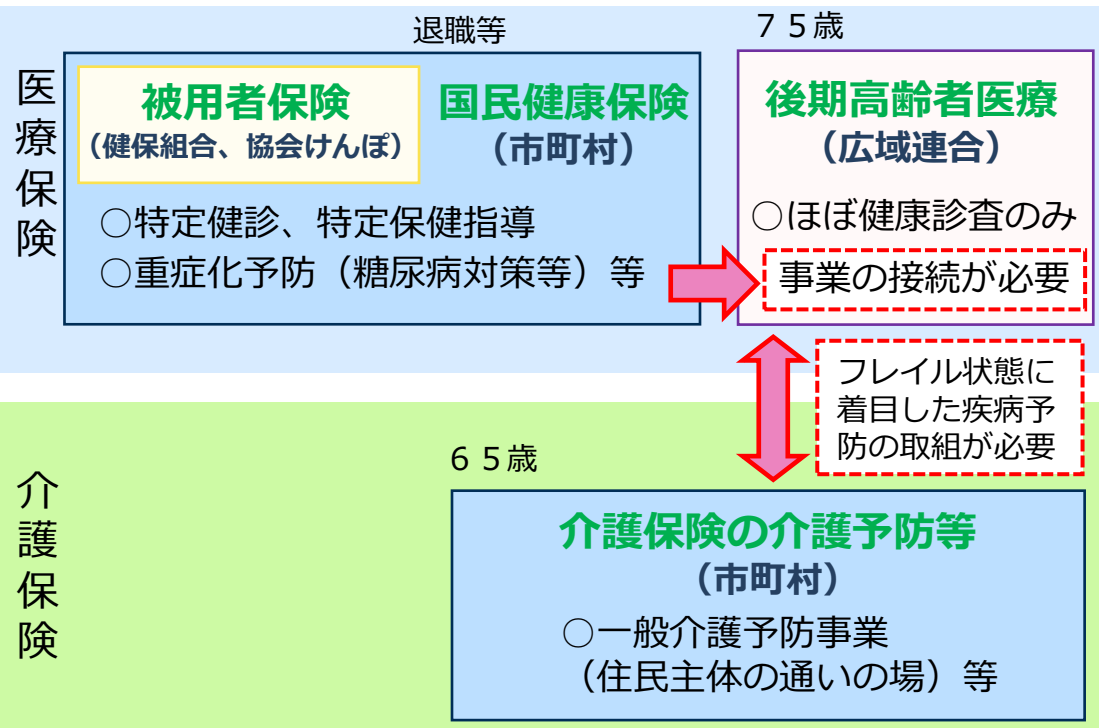 退職等
７５歳
医療保険
被用者保険
（健保組合、協会けんぽ）
国民健康保険
（市町村）
○特定健診、特定保健指導
○重症化予防（糖尿病対策等）等
後期高齢者医療
（広域連合）
○ほぼ健康診査のみ
事業の接続が必要
フレイル状態に
着目した疾病予
防の取組が必要
介護保険
６５歳
介護保険の介護予防等
（市町村）
○一般介護予防事業
（住民主体の通いの場）等